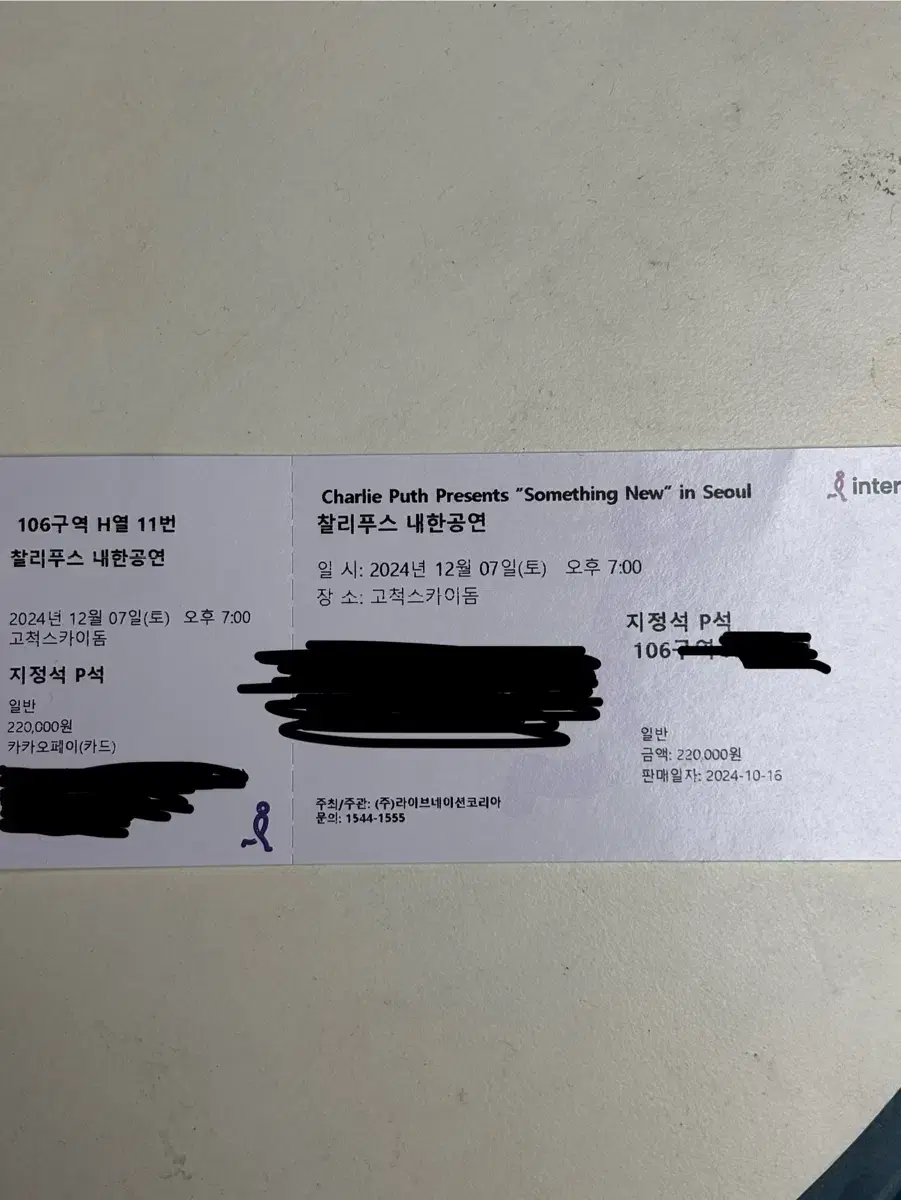 106구역 H열 11번
찰리푸스 내한공연
2024년 12월 07일(토) 오후 7:00
고척스카이돔
지정석 P석
일반
220,000원
카카오페이(카드)
Charlie Puth Presents "Something New" in Seoul
찰리푸스 내한공연
일 시: 2024년 12월 07일(토) 오후 7:00
장 소: 고척스카이돔
주최/주관: (주)라이브네이션코리아
문의: 1544-1555
inter
지정석 P석
106구역
일반
금액: 220,000원
판매일자: 2024-10-16